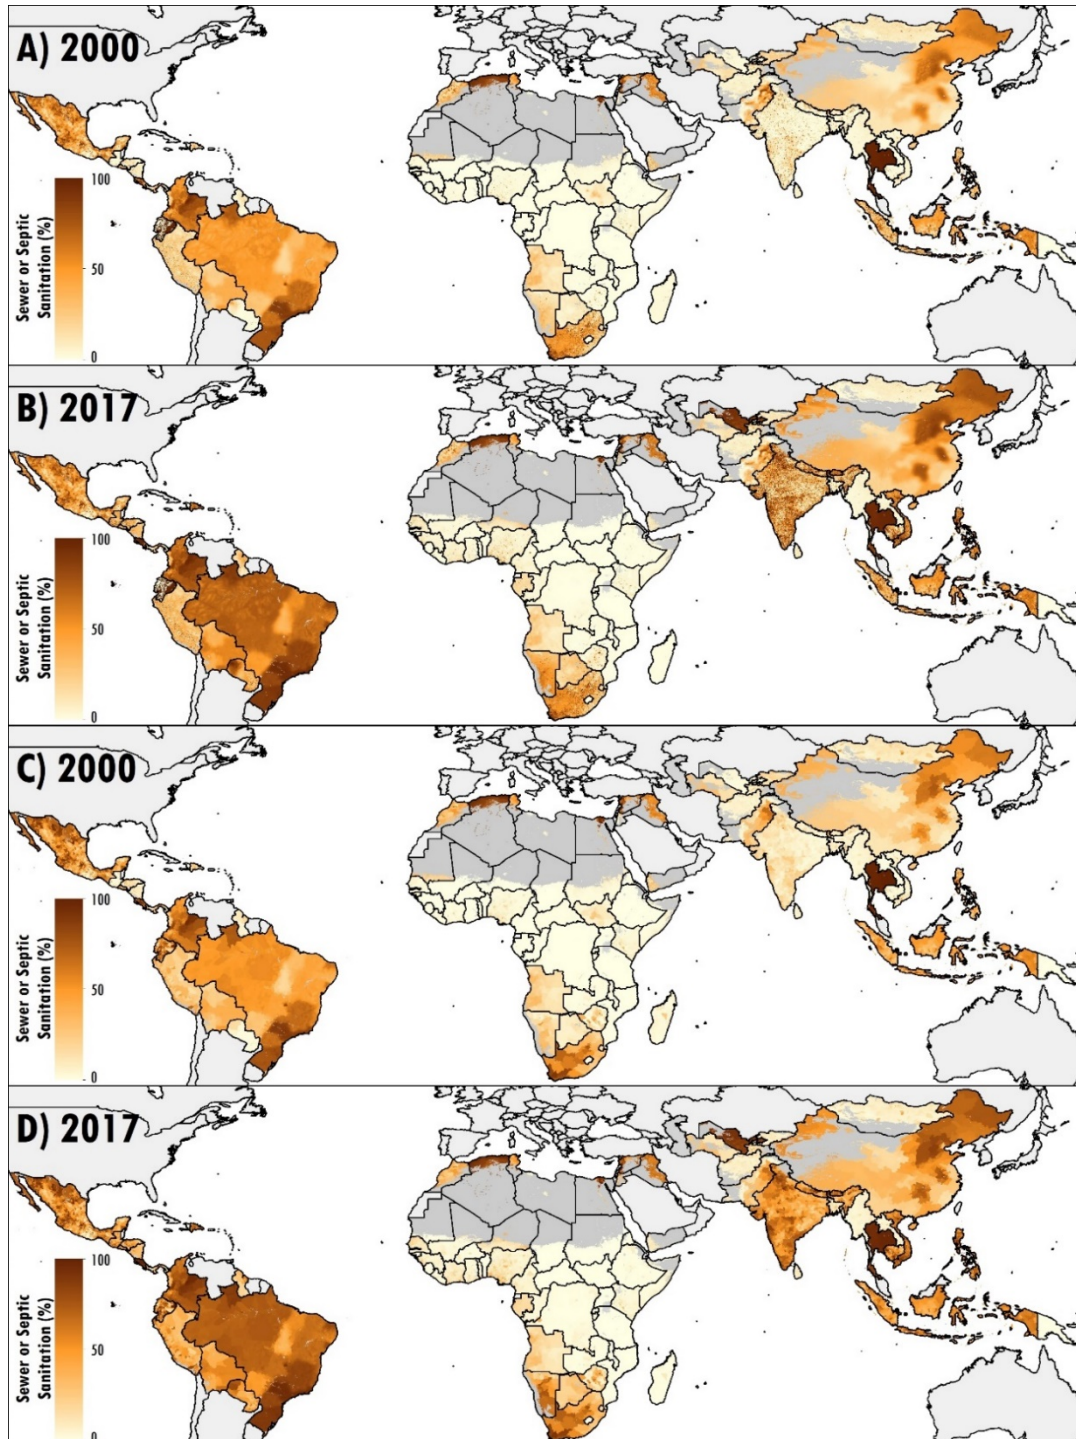 A) 2000
Sewer or Septic
Sanitation (%)
100
50
0
B) 2017
Sewer or Septic
Sanitation (%)
100
50
0
C) 2000
Sewer or Septic
Sanitation (%)
100
50
0
D) 2017
Sewer or Septic
Sanitation (%)
100
50
0